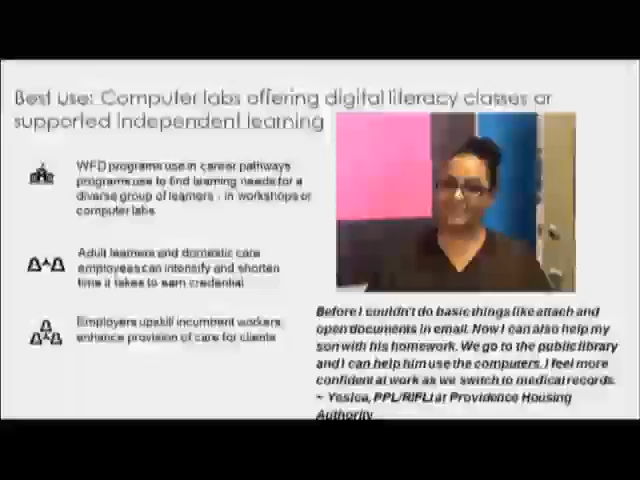 Best use: Computer labs offering digital literacy classes or
supported independent learning
WFD programs use in career pathways
programs use to find learning needs for a
diverse group of learners - in workshops or
computer labs
Adult learners and domestic care
employees can intensify and shorten
time it takes to earn credential
Employers upskill incumbent workers,
enhance provision of care for clients
Before I couldn't do basic things like attach and
open documents in email. Now I can also help my
son with his homework. We go to the public library
and I can help him use the computers. I feel more
confident at work as we switch to medical records.
~ Yesica, PPL/RIFLI at Providence Housing
Authority